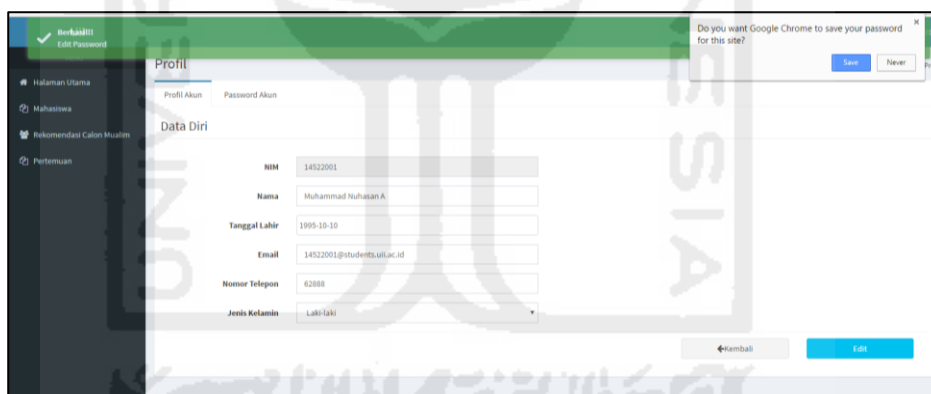 Berhasil!!
Edit Password
Do you want Google Chrome to save your password
for this site?
Save
Never
Profil
Halaman Utama
Mahasiswa
Rekomendasi Calon Mualim
Pertemuan
Profil Akun
Password Akun
Data Diri
NIM
14522001
Nama
Muhammad Nuhasan A
Tanggal Lahir
1995-10-10
Email
14522001@students.uii.ac.id
Nomor Telepon
62888
Jenis Kelamin
Laki-laki
Kembali
Edit